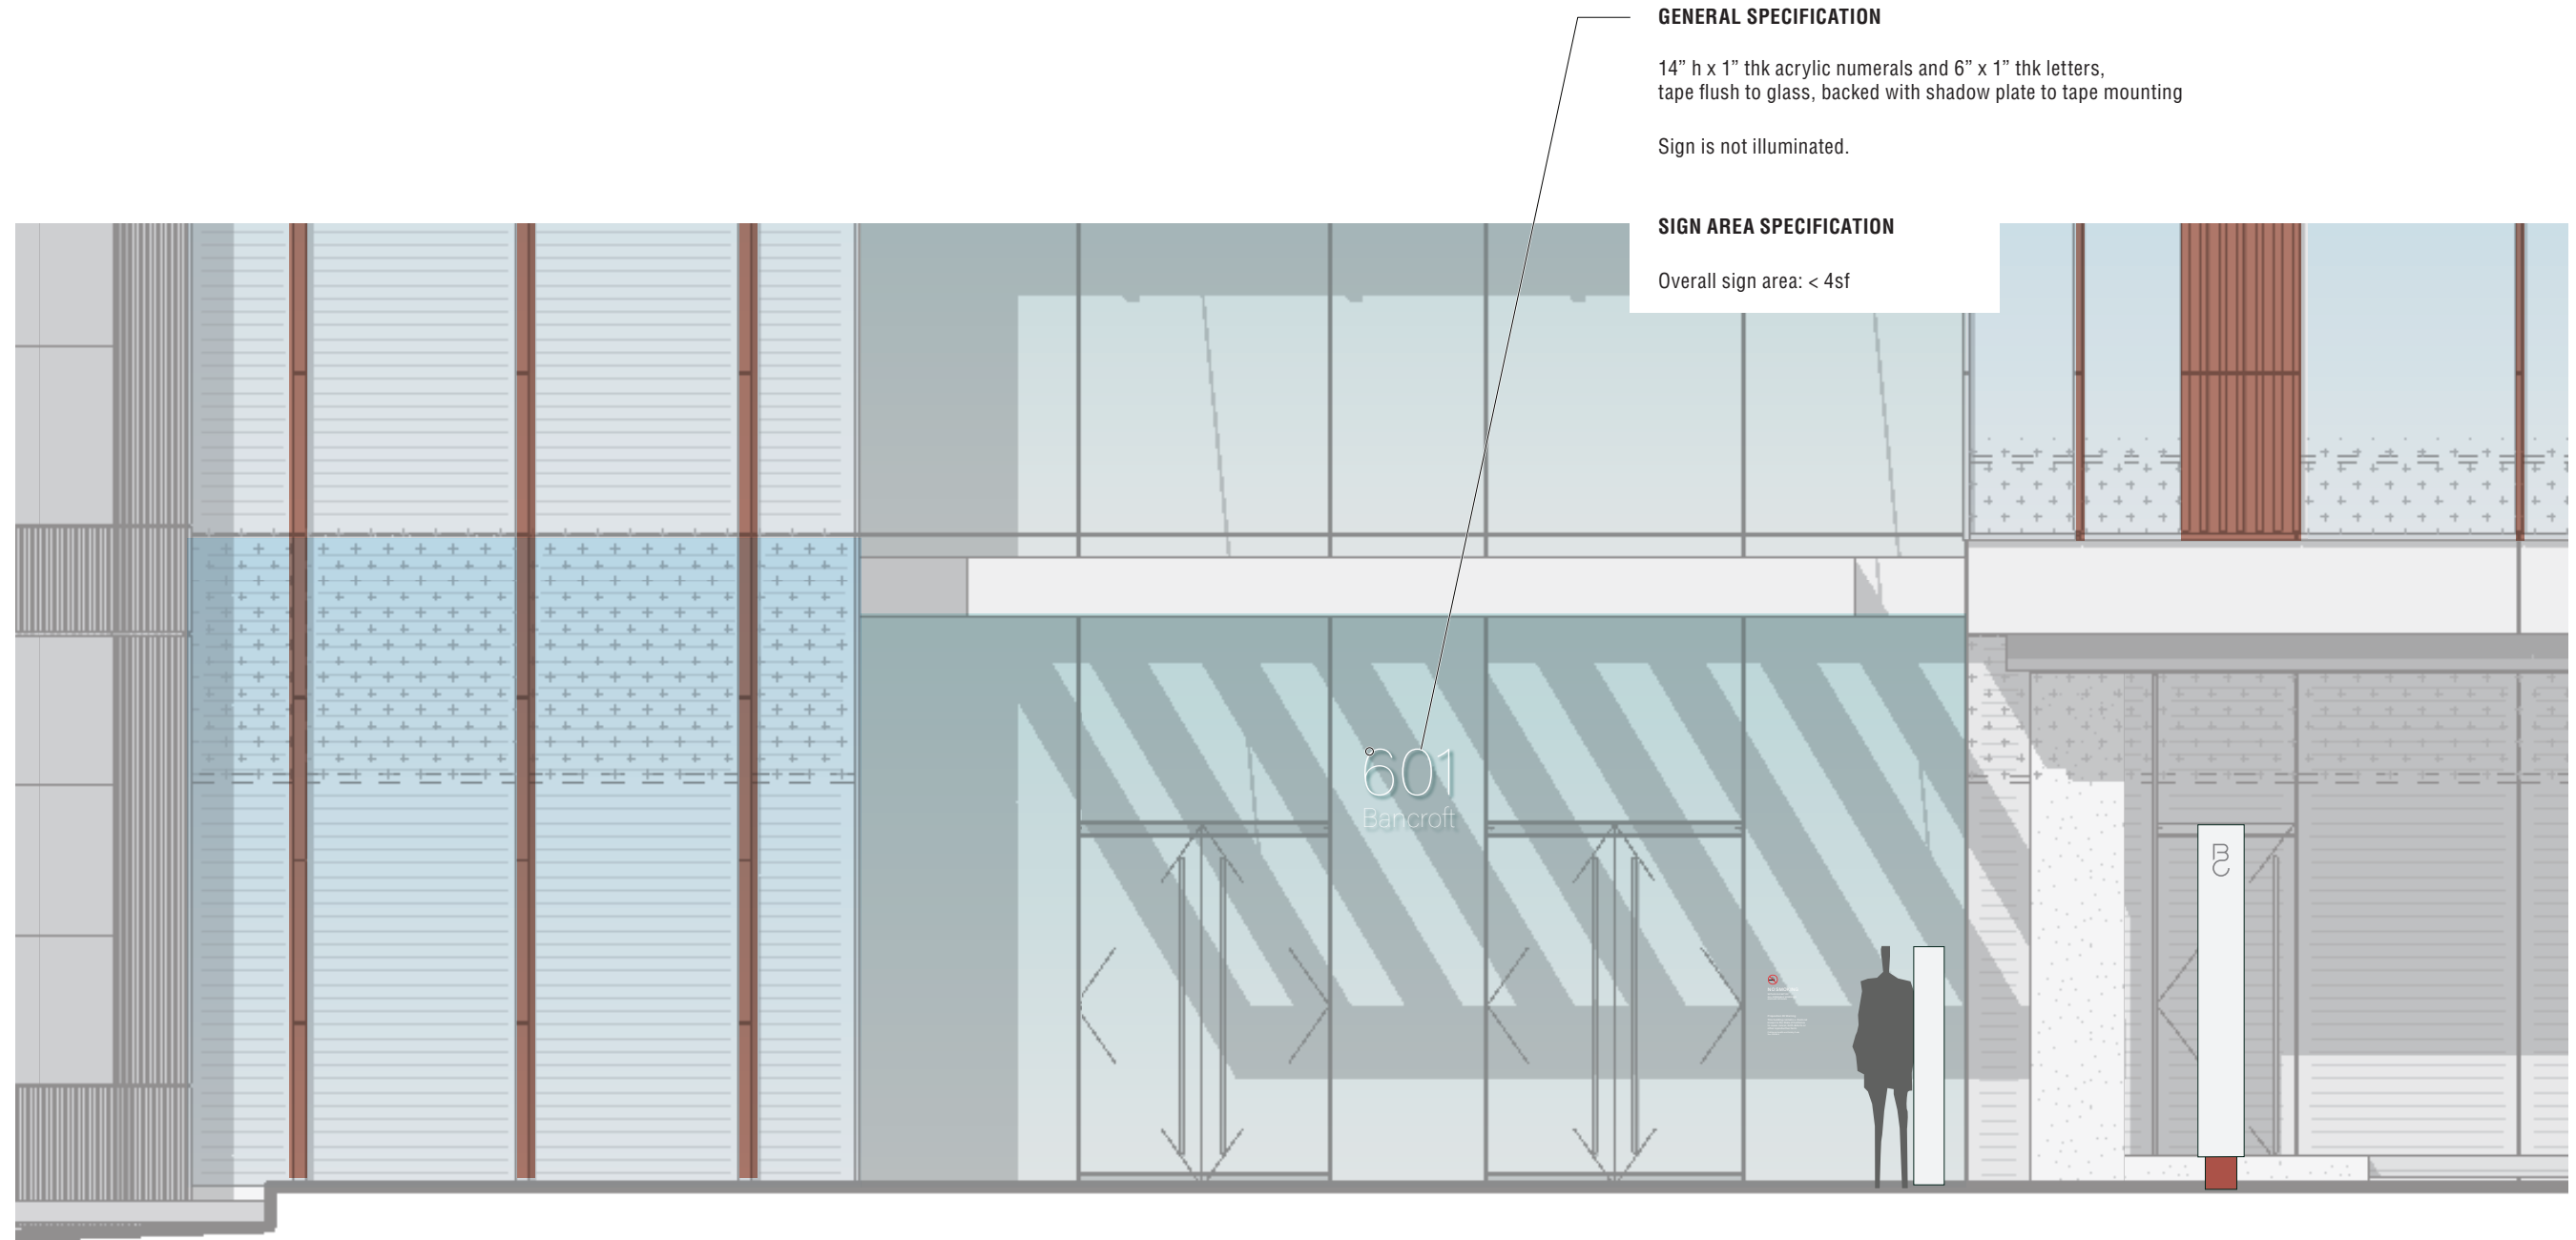 GENERAL SPECIFICATION
14” h x 1” thk acrylic numerals and 6” x 1” thk letters,
tape flush to glass, backed with shadow plate to tape mounting
Sign is not illuminated.
SIGN AREA SPECIFICATION
Overall sign area: < 4sf
601
Bancroft